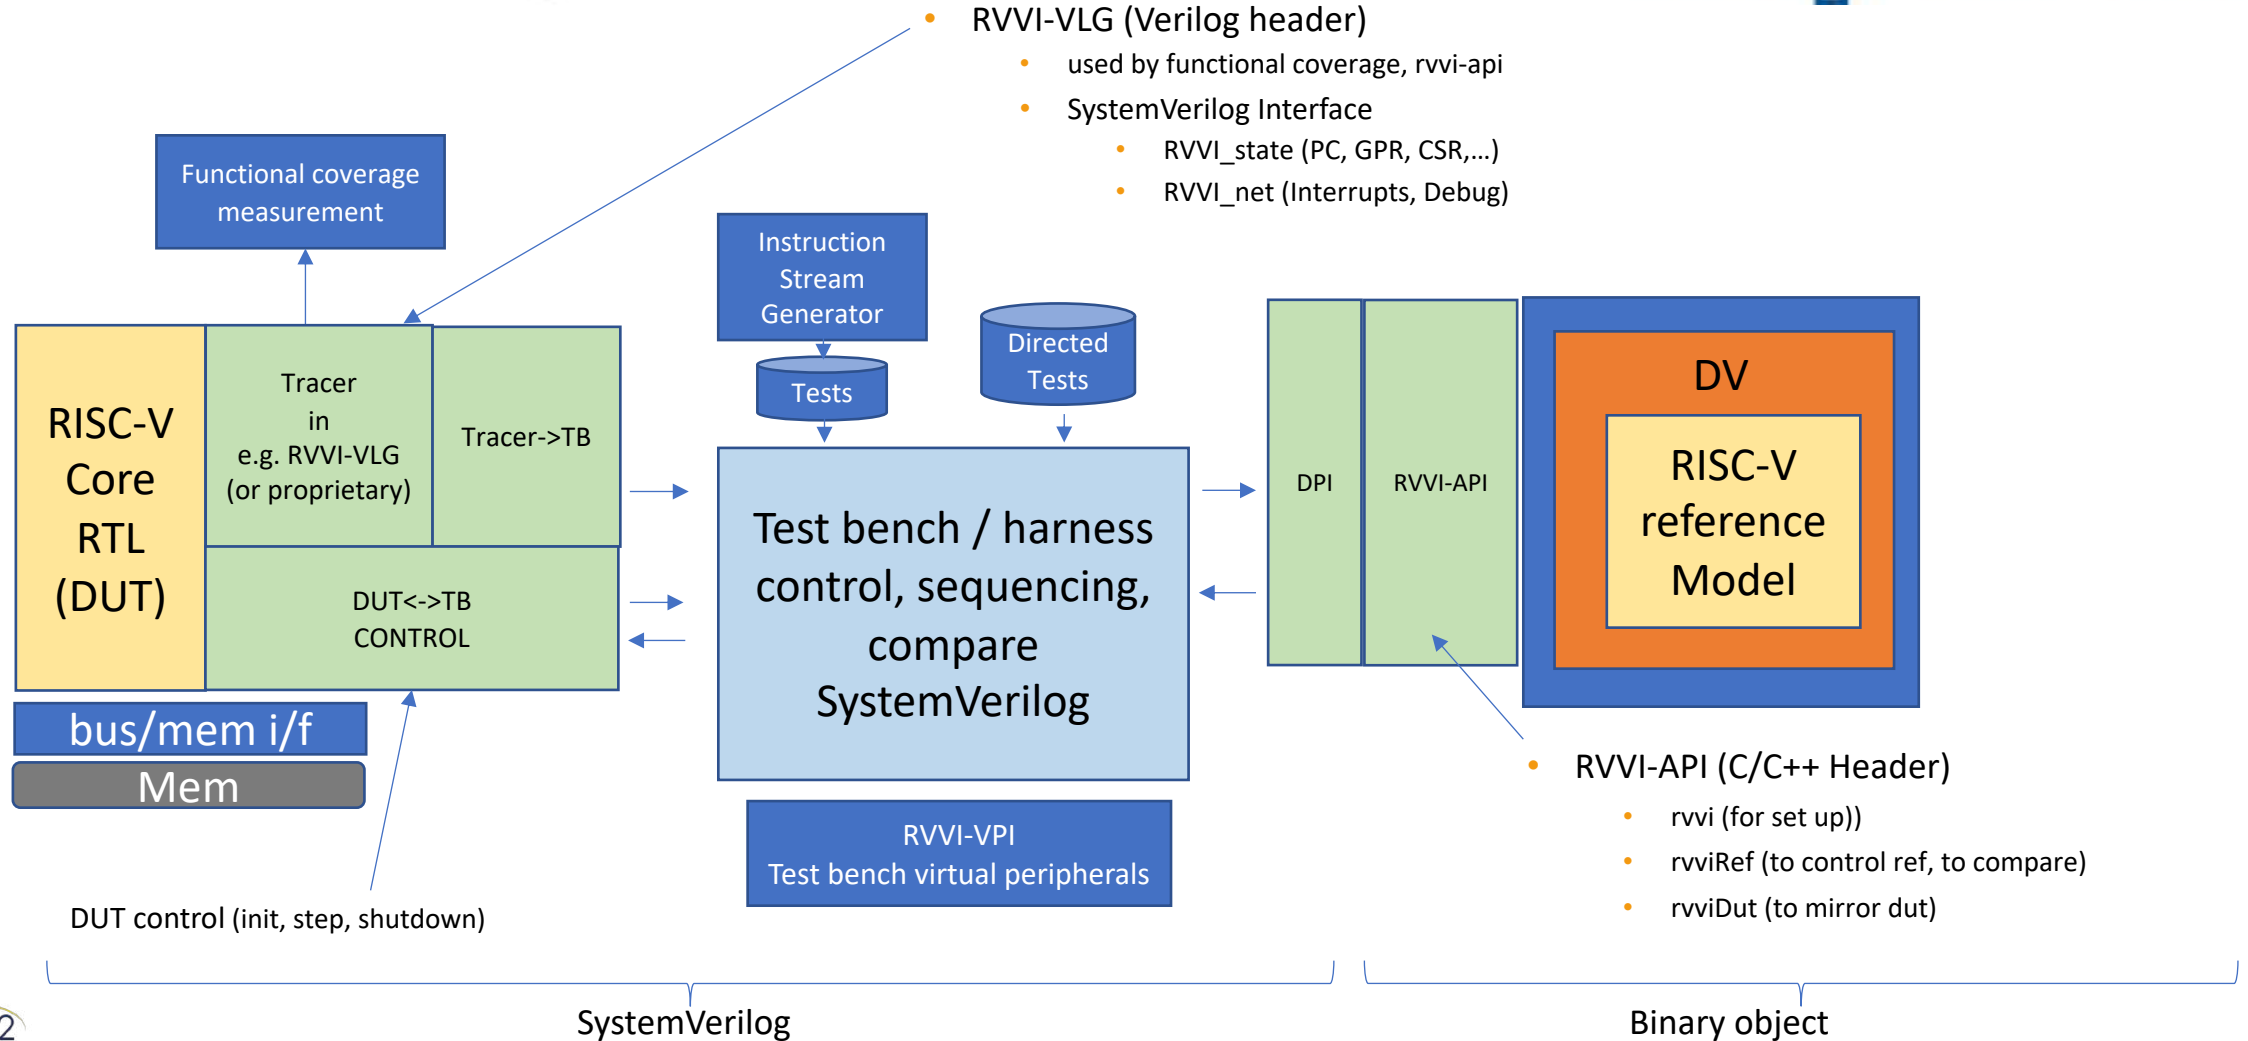 RVVI-VLG (Verilog header)
used by functional coverage, rvvi-api
SystemVerilog Interface
RVVI_state (PC, GPR, CSR,...)
RVVI_net (Interrupts, Debug)
Functional coverage
measurement
Instruction
Stream
Generator
Tests
Directed
Tests
RISC-V
Core
RTL
(DUT)
Tracer
in
e.g. RVVI-VLG
(or proprietary)
Tracer->TB
DUT<->TB
CONTROL
bus/mem i/f
Mem
Test bench / harness
control, sequencing,
compare
SystemVerilog
RVVI-VPI
Test bench virtual peripherals
DPI
RVVI-API
DV
RISC-V
reference
Model
RVVI-API (C/C++ Header)
rvvi (for set up))
rvviRef (to control ref, to compare)
rvviDut (to mirror dut)
DUT control (init, step, shutdown)
SystemVerilog
Binary object
2